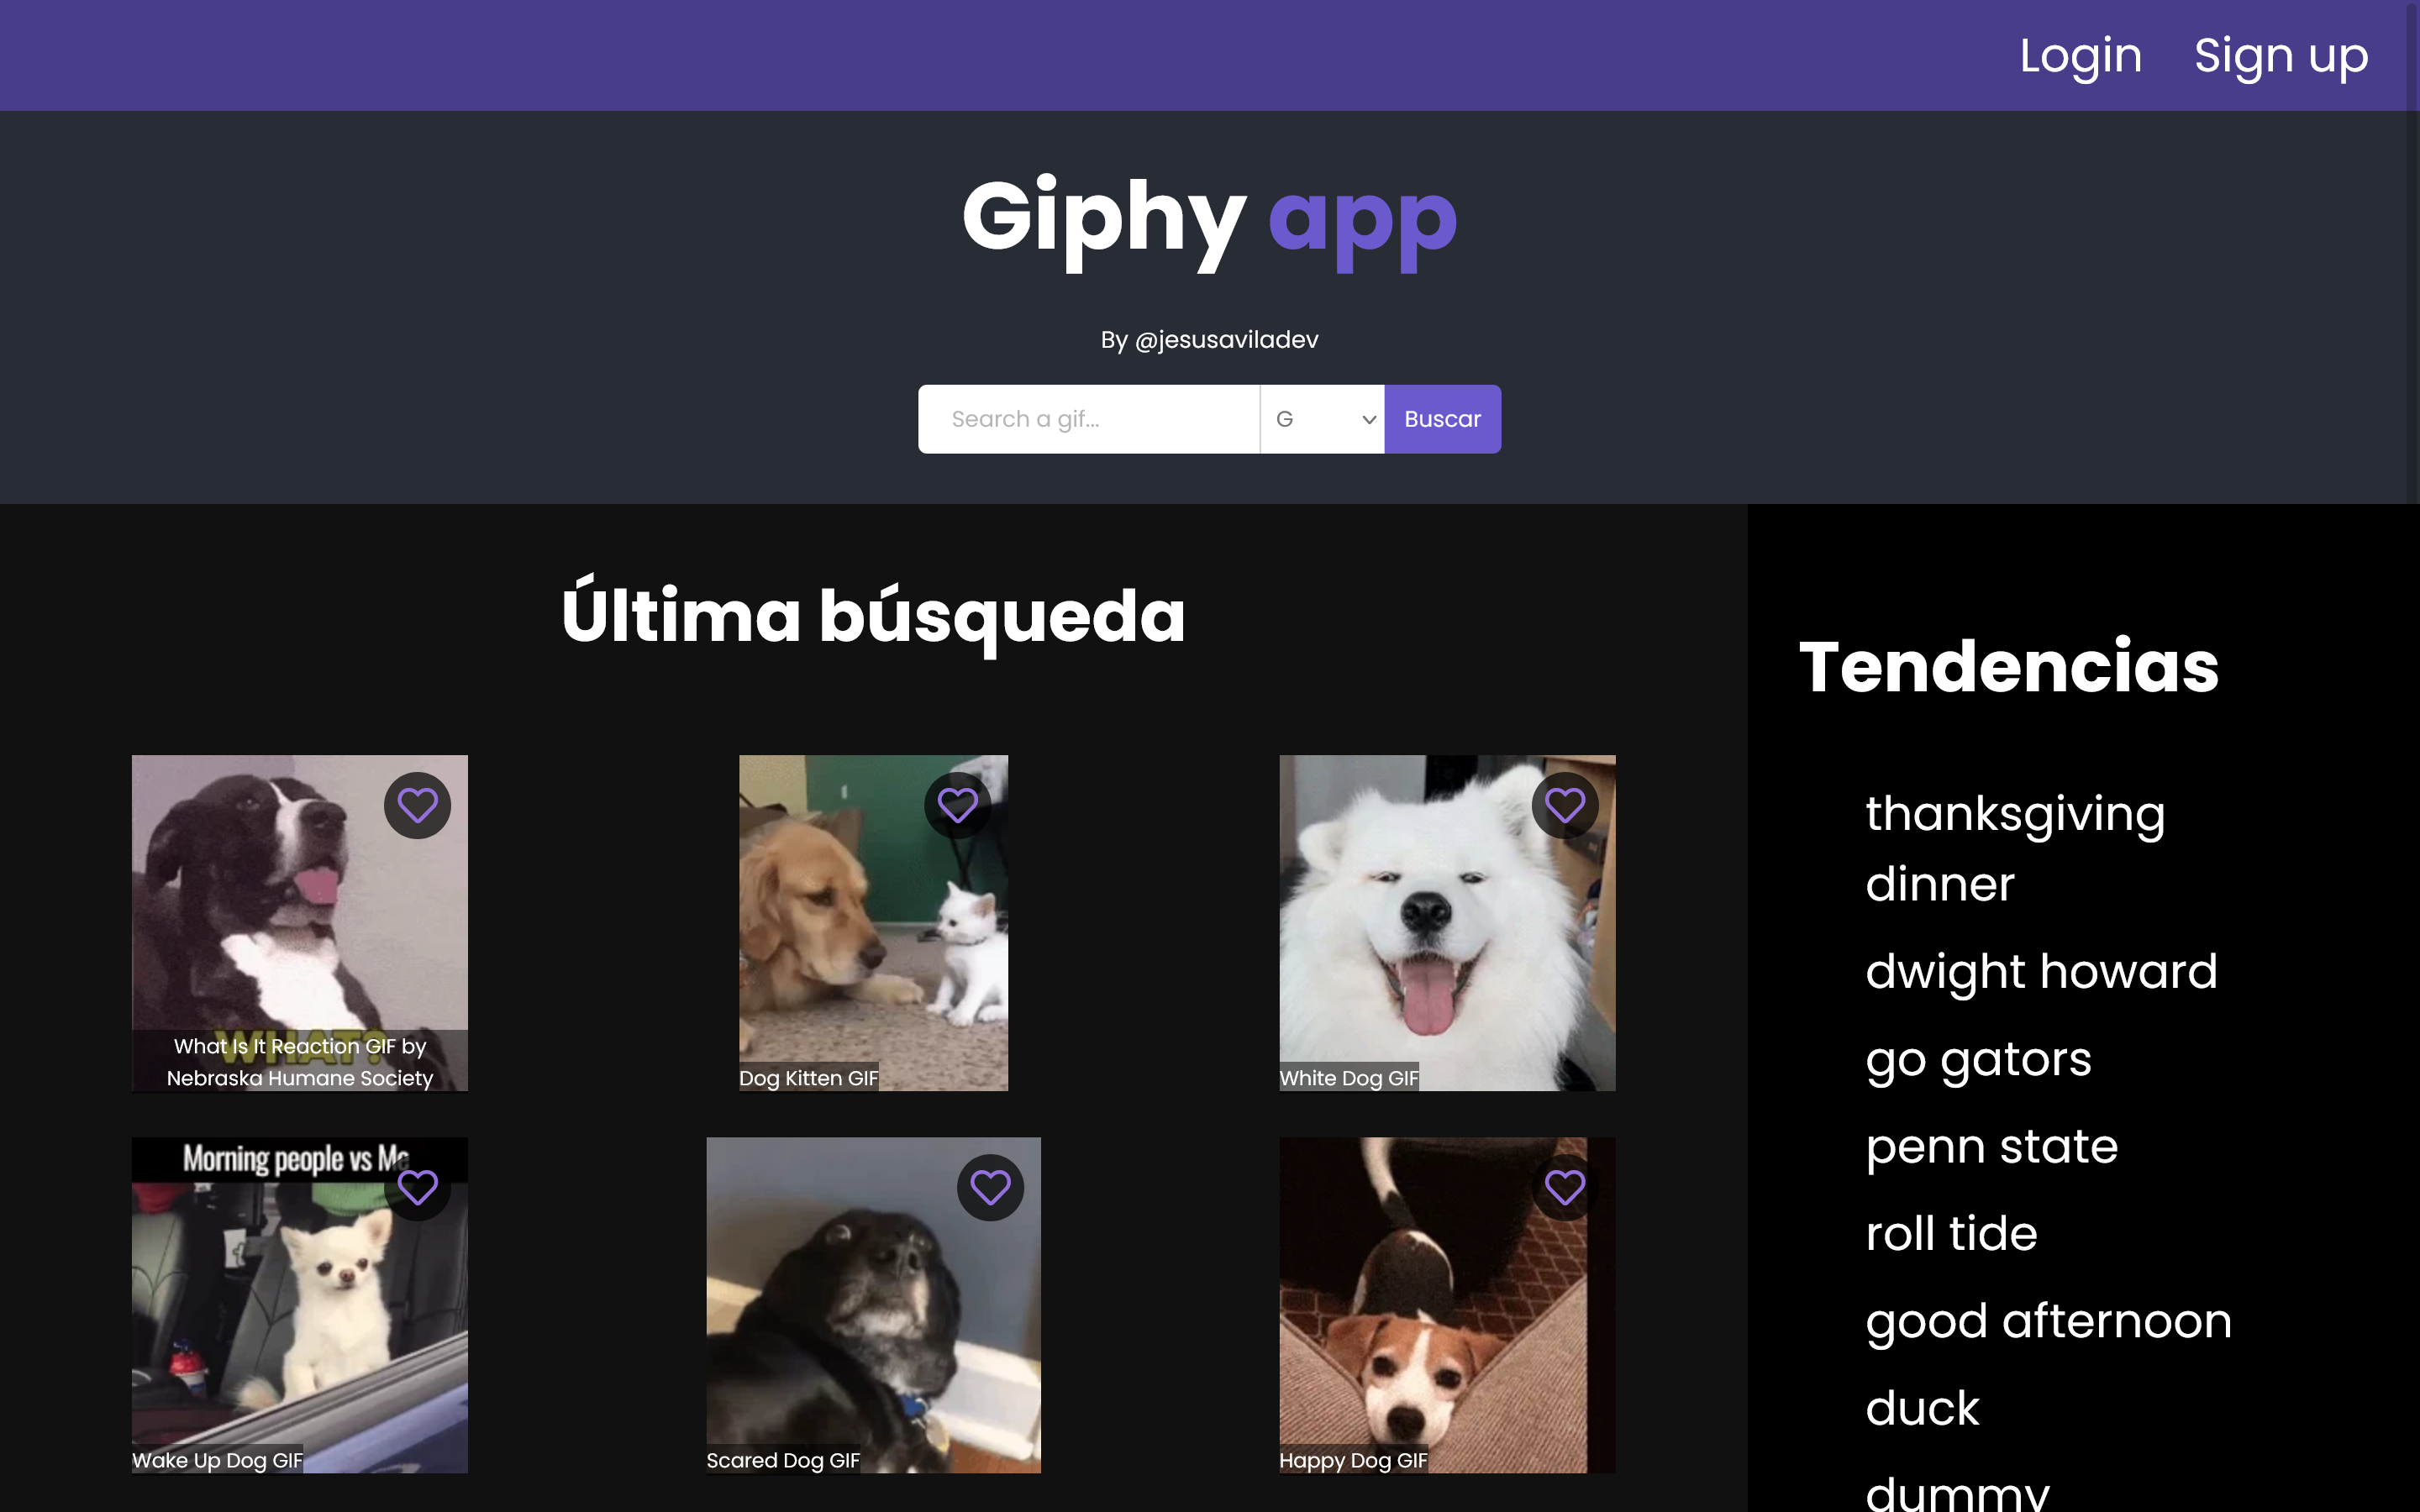 Login Sign up
Giphy app
By @jesusaviladev
Search a gif...
G
Buscar
Última búsqueda
WHAT?
What Is It Reaction GIF by
Nebraska Humane Society
Dog Kitten GIF
White Dog GIF
Morning people vs Me
Wake Up Dog GIF
Scared Dog GIF
Happy Dog GIF
Tendencias
thanksgiving
dinner
dwight howard
go gators
penn state
roll tide
good afternoon
duck
dummy